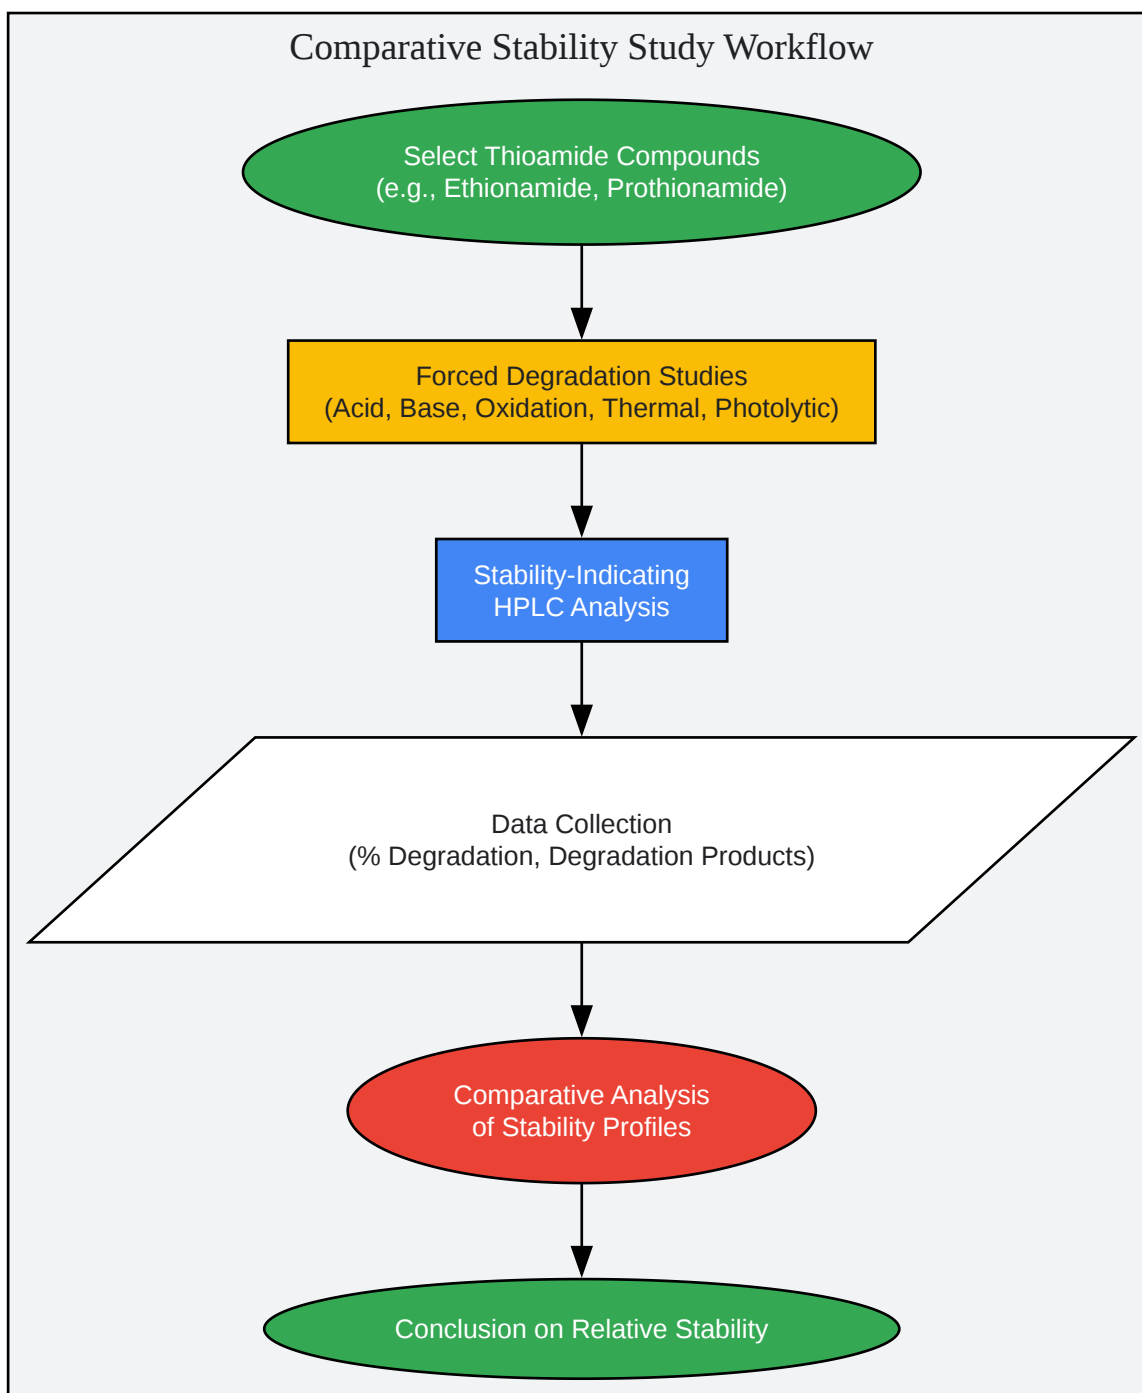 Comparative Stability Study Workflow
Select Thioamide Compounds
(e.g., Ethionamide, Prothionamide)
Forced Degradation Studies
(Acid, Base, Oxidation, Thermal, Photolytic)
Stability-Indicating
HPLC Analysis
Data Collection
(% Degradation, Degradation Products)
Comparative Analysis
of Stability Profiles
Conclusion on Relative Stability